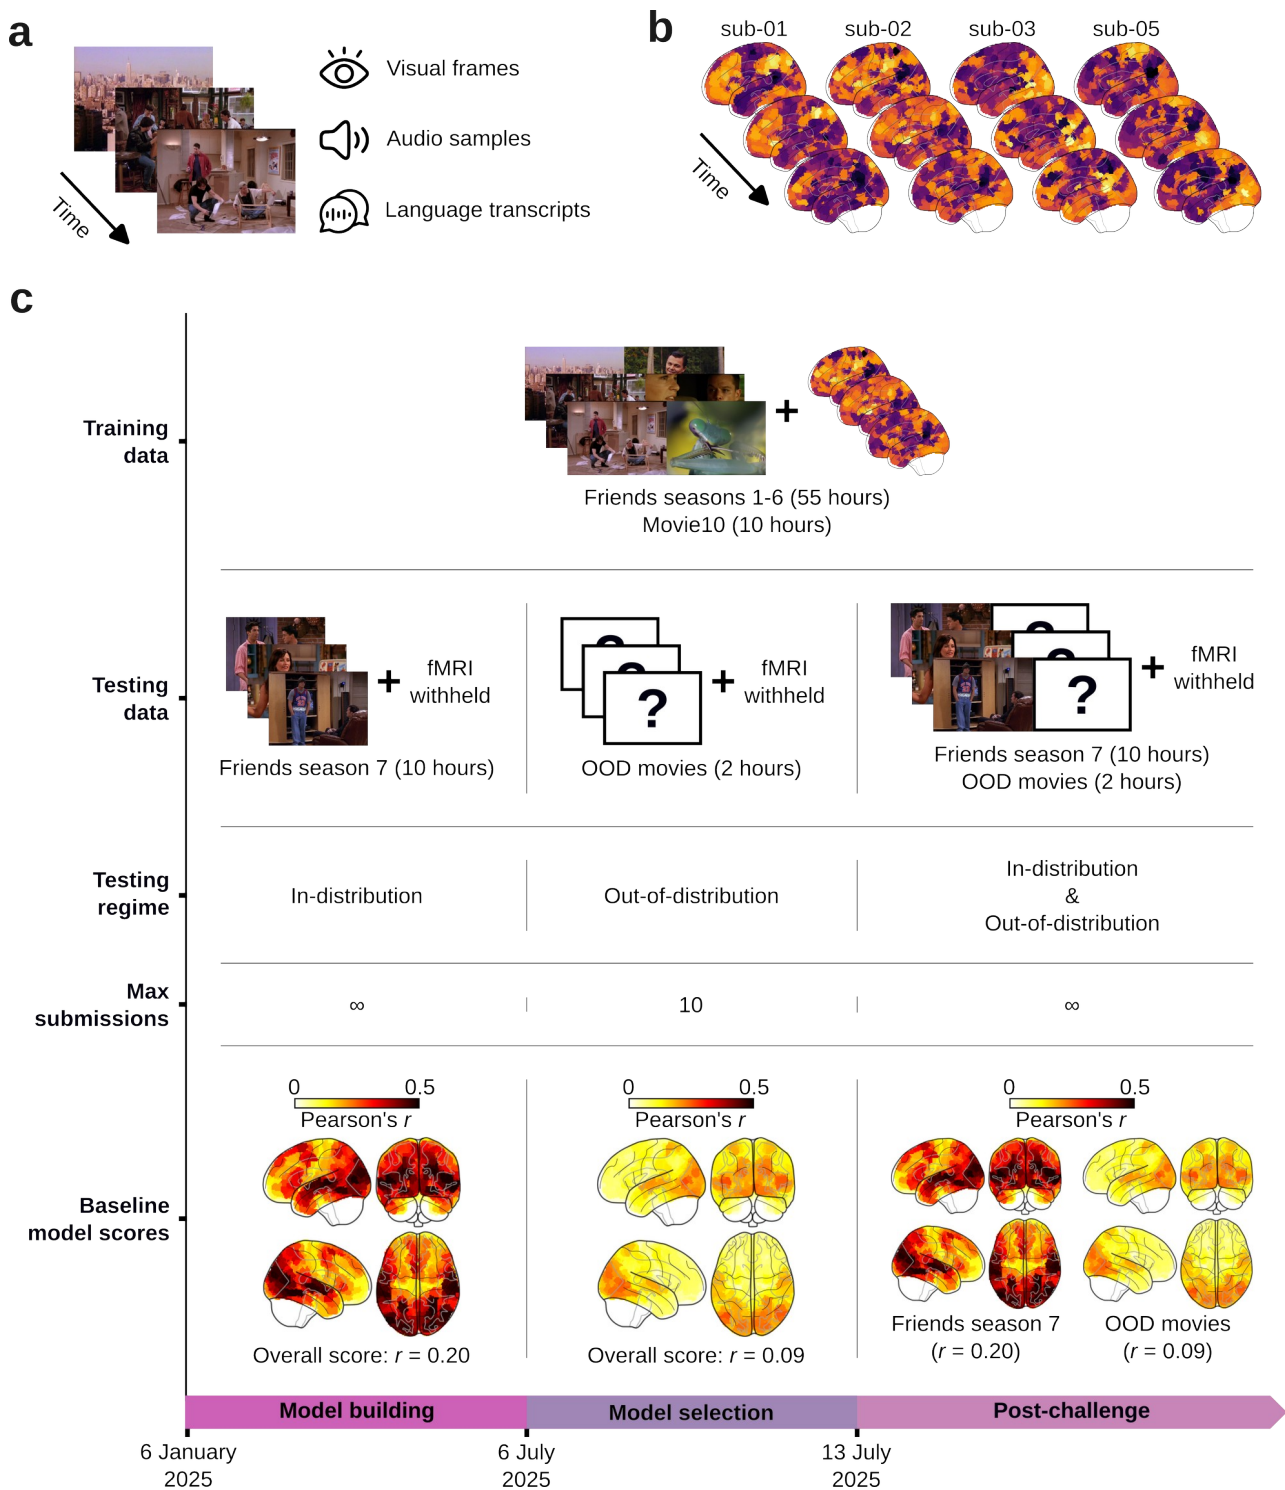 a
Visual frames
Audio samples
Language transcripts
Time
b
sub-01
sub-02
sub-03
sub-05
Time
c
Training
data
+
Friends seasons 1-6 (55 hours)
Movie10 (10 hours)
Testing
data
+
fMRI
withheld
Friends season 7 (10 hours)
?
?
?
+
fMRI
withheld
OOD movies (2 hours)
?
?
?
+
fMRI
withheld
Friends season 7 (10 hours)
OOD movies (2 hours)
Testing
regime
In-distribution
Out-of-distribution
In-distribution
&
Out-of-distribution
Max
submissions
∞
10
∞
Baseline
model scores
0 0.5
Pearson's r
Overall score: r = 0.20
0 0.5
Pearson's r
Overall score: r = 0.09
0 0.5
Pearson's r
Friends season 7
(r = 0.20)
OOD movies
(r = 0.09)
Model building
Model selection
Post-challenge
6 January
2025
6 July
2025
13 July
2025